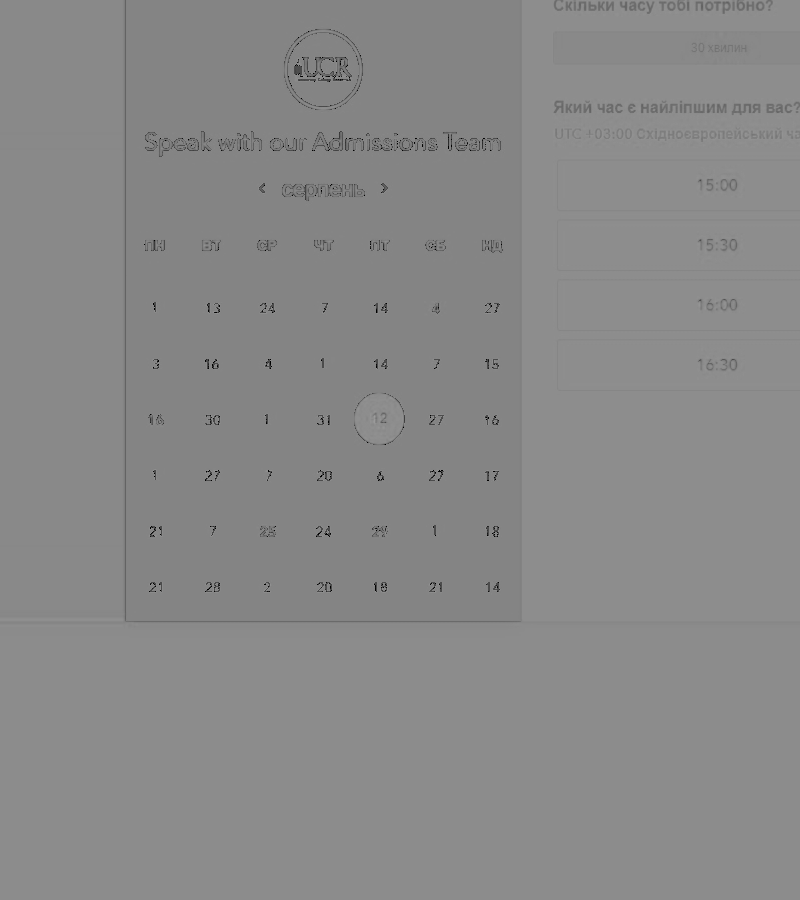 Скільки часу тобі потрібно?
30 хвилин
UCR
Speak with our Admissions Team
Який час є найліпшим для вас?
UTC +03:00 Східноєвропейський
‹ серпень ›
15:00
ПН ВТ СР ЧТ ПТ СБ НД
15:30
1 13 24 7 14 4 27
16:00
3 16 4 1 14 7 15
16:30
16 30 1 31 12 27 16
1 27 7 20 6 27 17
21 7 25 24 29 1 18
21 28 2 20 18 21 14